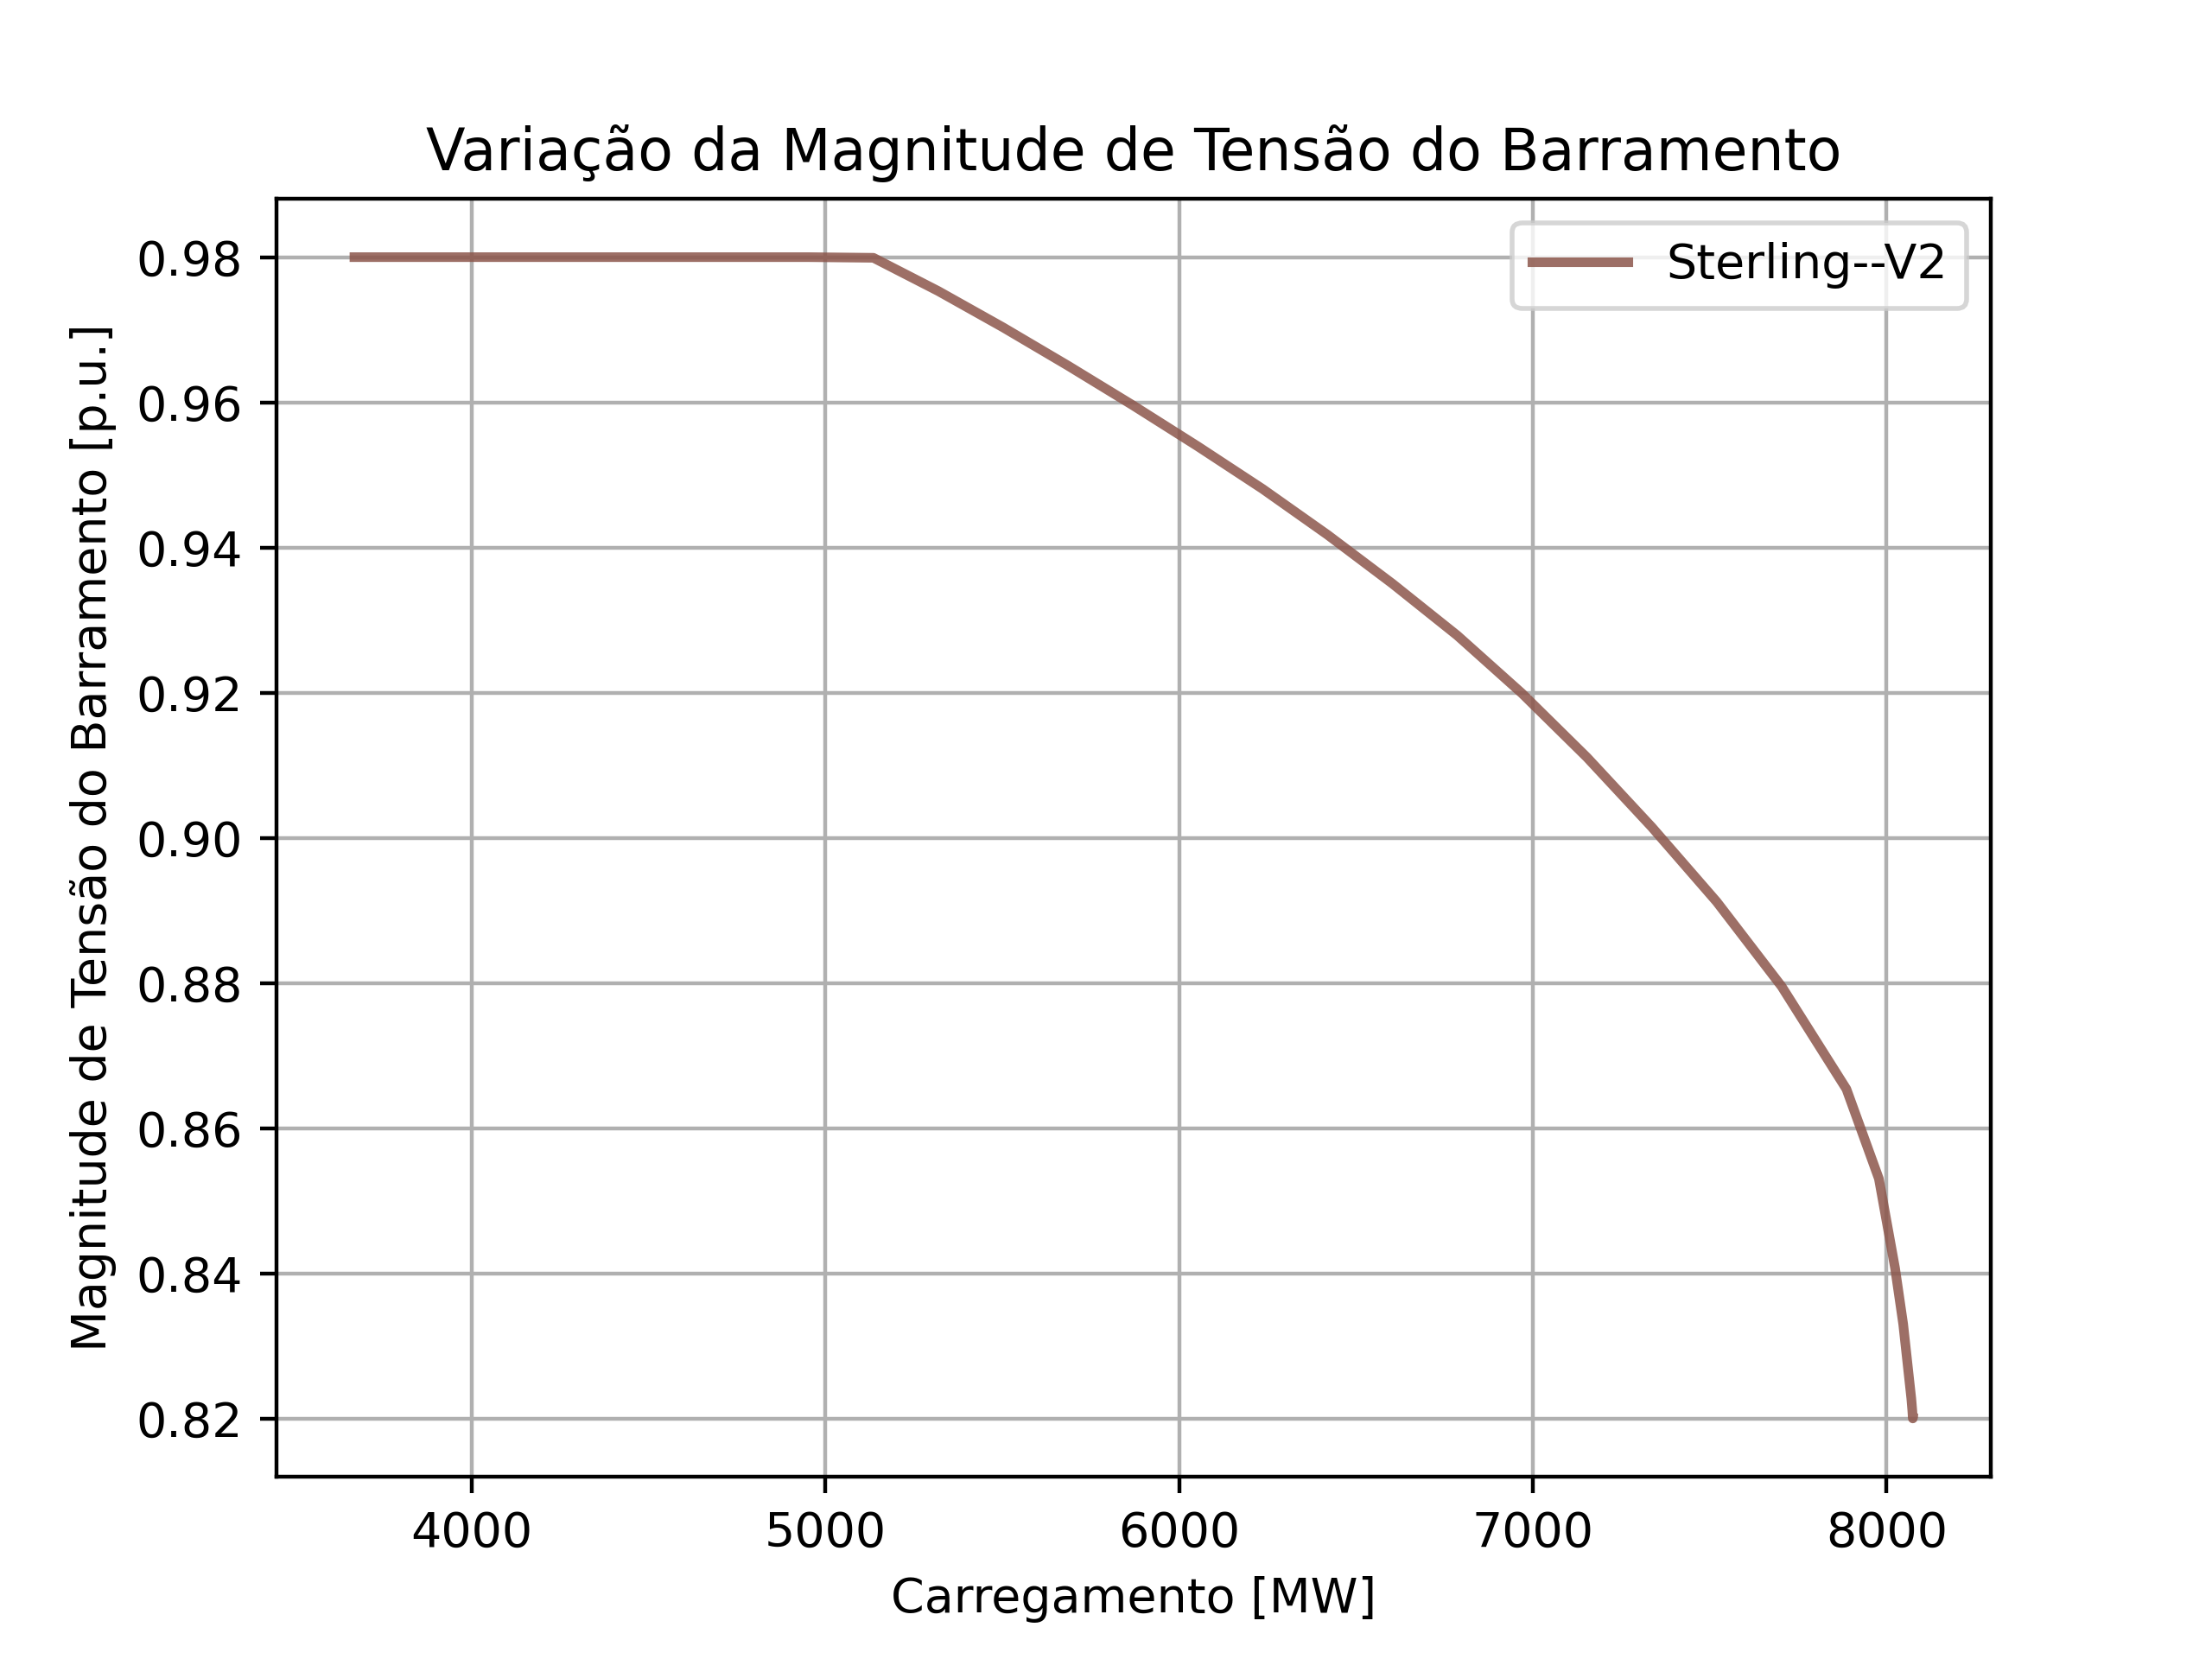 Variação da Magnitude de Tensão do Barramento
Sterling--V2
Magnitude de Tensão do Barramento [p.u.]
0.98
0.96
0.94
0.92
0.90
0.88
0.86
0.84
0.82
4000 5000 6000 7000 8000
Carregamento [MW]